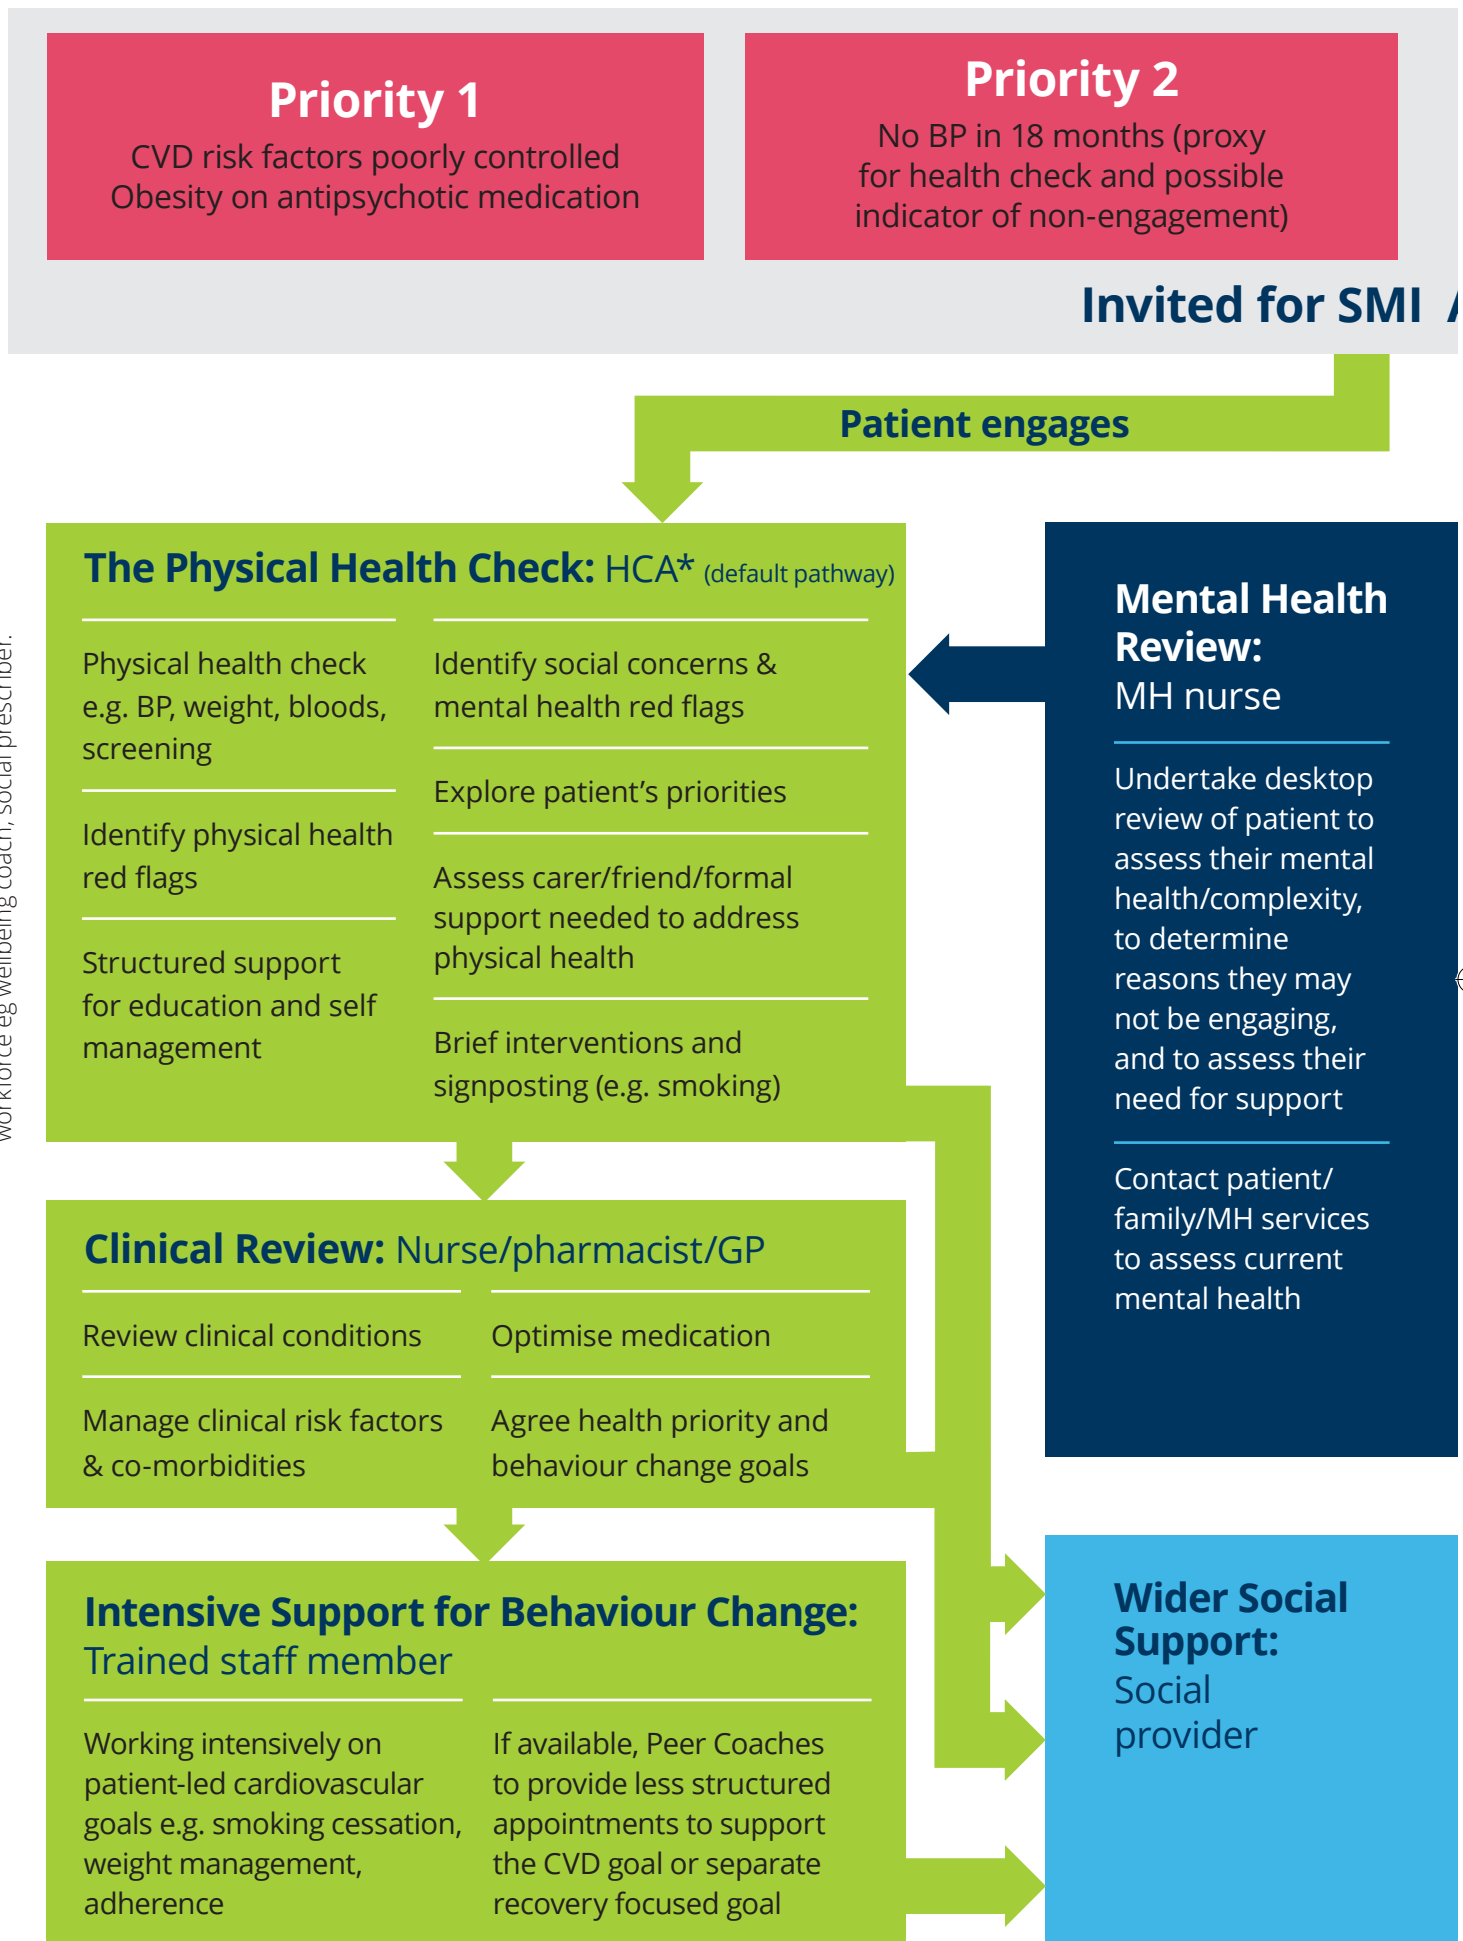 Priority 1
CVD risk factors poorly controlled
Obesity on antipsychotic medication
Priority 2
No BP in 18 months (proxy
for health check and possible
indicator of non-engagement)
Invited for SMI
Patient engages
The Physical Health Check: HCA* (default pathway)
Physical health check
e.g. BP, weight, bloods,
screening
Identify physical health
red flags
Structured support
for education and self
management
Identify social concerns &
mental health red flags
Explore patient's priorities
Assess carer/friend/formal
support needed to address
physical health
Brief interventions and
signposting (e.g. smoking)
Mental Health
Review:
MH nurse
Undertake desktop
review of patient to
assess their mental
health/complexity,
to determine
reasons they may
not be engaging,
and to assess their
need for support
Contact patient/
family/MH services
to assess current
mental health
Clinical Review: Nurse/pharmacist/GP
Review clinical conditions
Manage clinical risk factors
& co-morbidities
Optimise medication
Agree health priority and
behaviour change goals
Intensive Support for Behaviour Change:
Trained staff member
Working intensively on
patient-led cardiovascular
goals e.g. smoking cessation,
weight management,
adherence
If available, Peer Coaches
to provide less structured
appointments to support
the CVD goal or separate
recovery focused goal
Wider Social
Support:
Social
provider
workforce eg wellbeing coach, social prescriber.